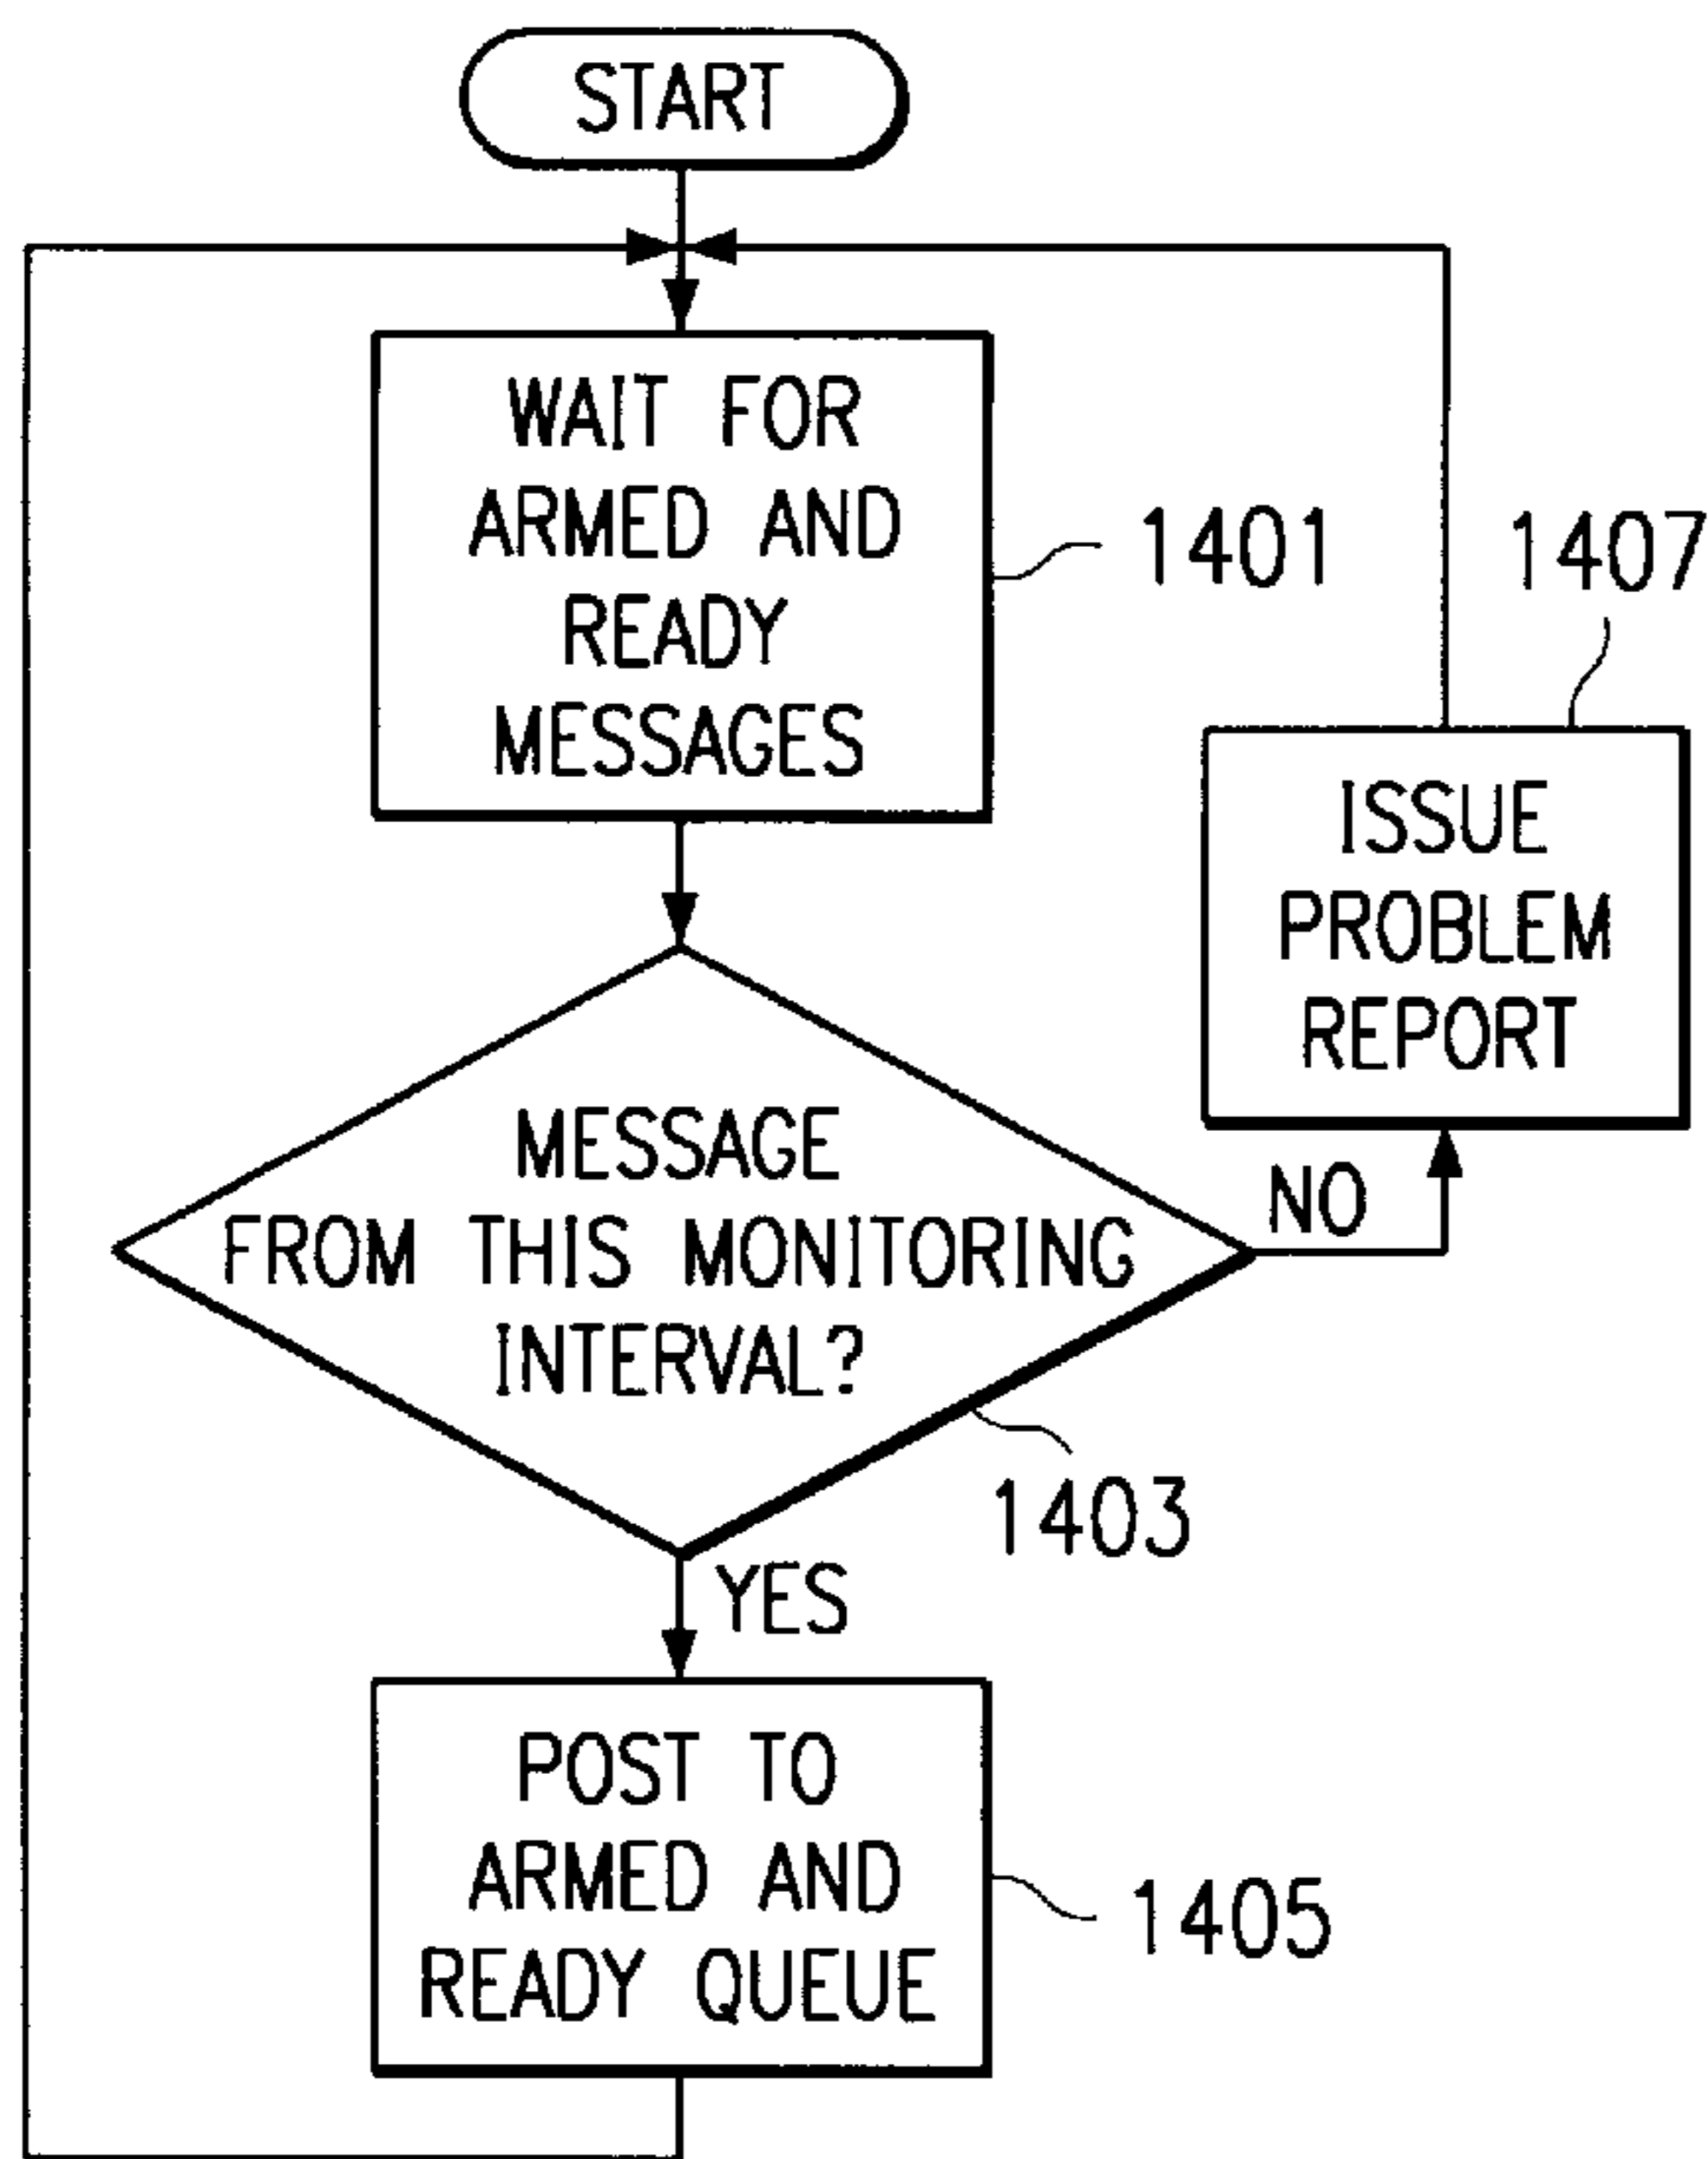 START
WAIT FOR
ARMED AND
READY
MESSAGES
1401
1407
ISSUE
PROBLEM
REPORT
MESSAGE
FROM THIS MONITORING
INTERVAL?
NO
1403
YES
POST TO
ARMED AND
READY QUEUE
1405